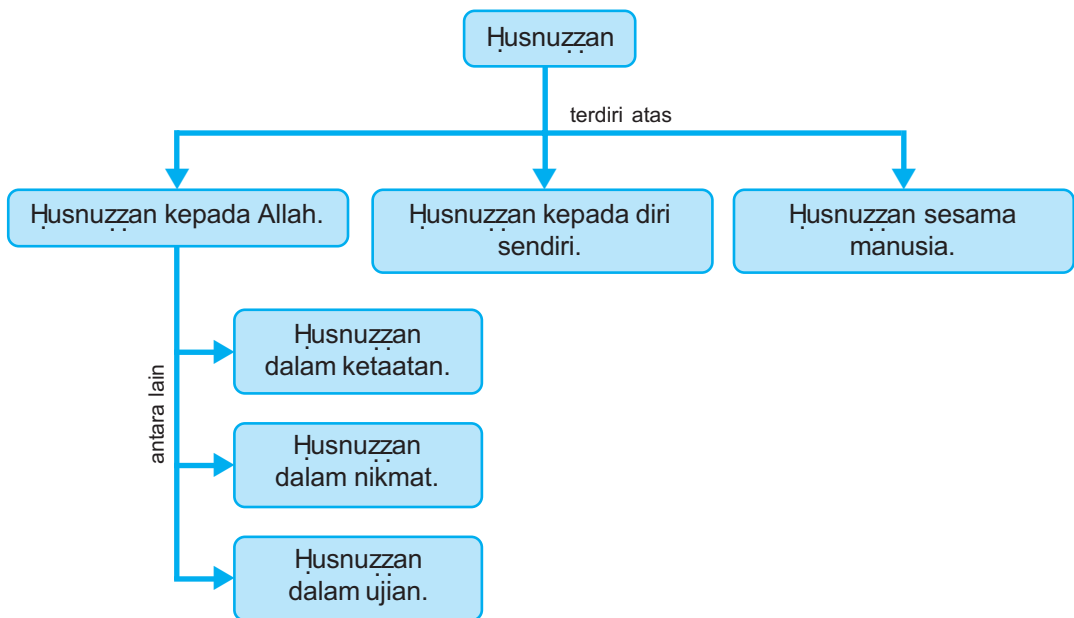 Ḥusnuẓẓan
terdiri atas
Ḥusnuẓẓan kepada Allah.
Ḥusnuẓẓan kepada diri
sendiri.
Ḥusnuẓẓan sesama
manusia.
antara lain
Ḥusnuẓẓan
dalam ketaatan.
Ḥusnuẓẓan
dalam nikmat.
Ḥusnuẓẓan
dalam ujian.